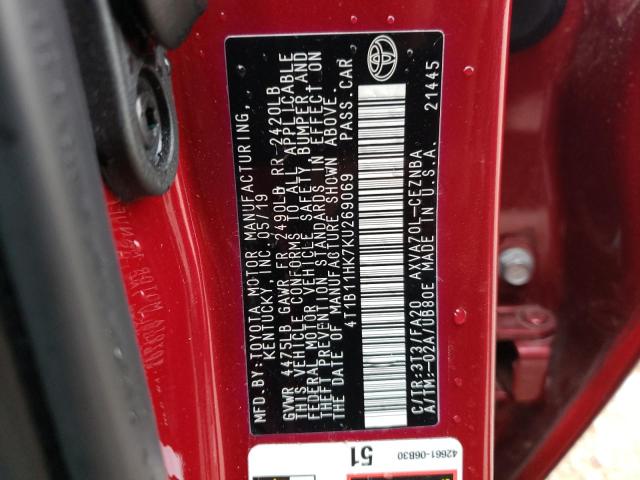 MFD.BY:TOYOTA MOTOR MANUFACTURING,
KENTUCKY, INC. 05/19
GVWR 4475LB GAWR FR 2490LB RR 2420LB
THIS VEHICLE CONFORMS TO ALL APPLICABLE
FEDERAL MOTOR VEHICLE SAFETY, BUMPER,AND
THEFT PREVENTION STANDARDS IN EFFECT ON
THE DATE OF MANUFACTURE SHOWN ABOVE.
4T1B11HK7KU269069 PASS. CAR
C/TR:3T3/FA20 AXVA70L-CEZNBA
A/TM:-02A/UB80E MADE IN U.S.A. 21445
42661-06B30
51